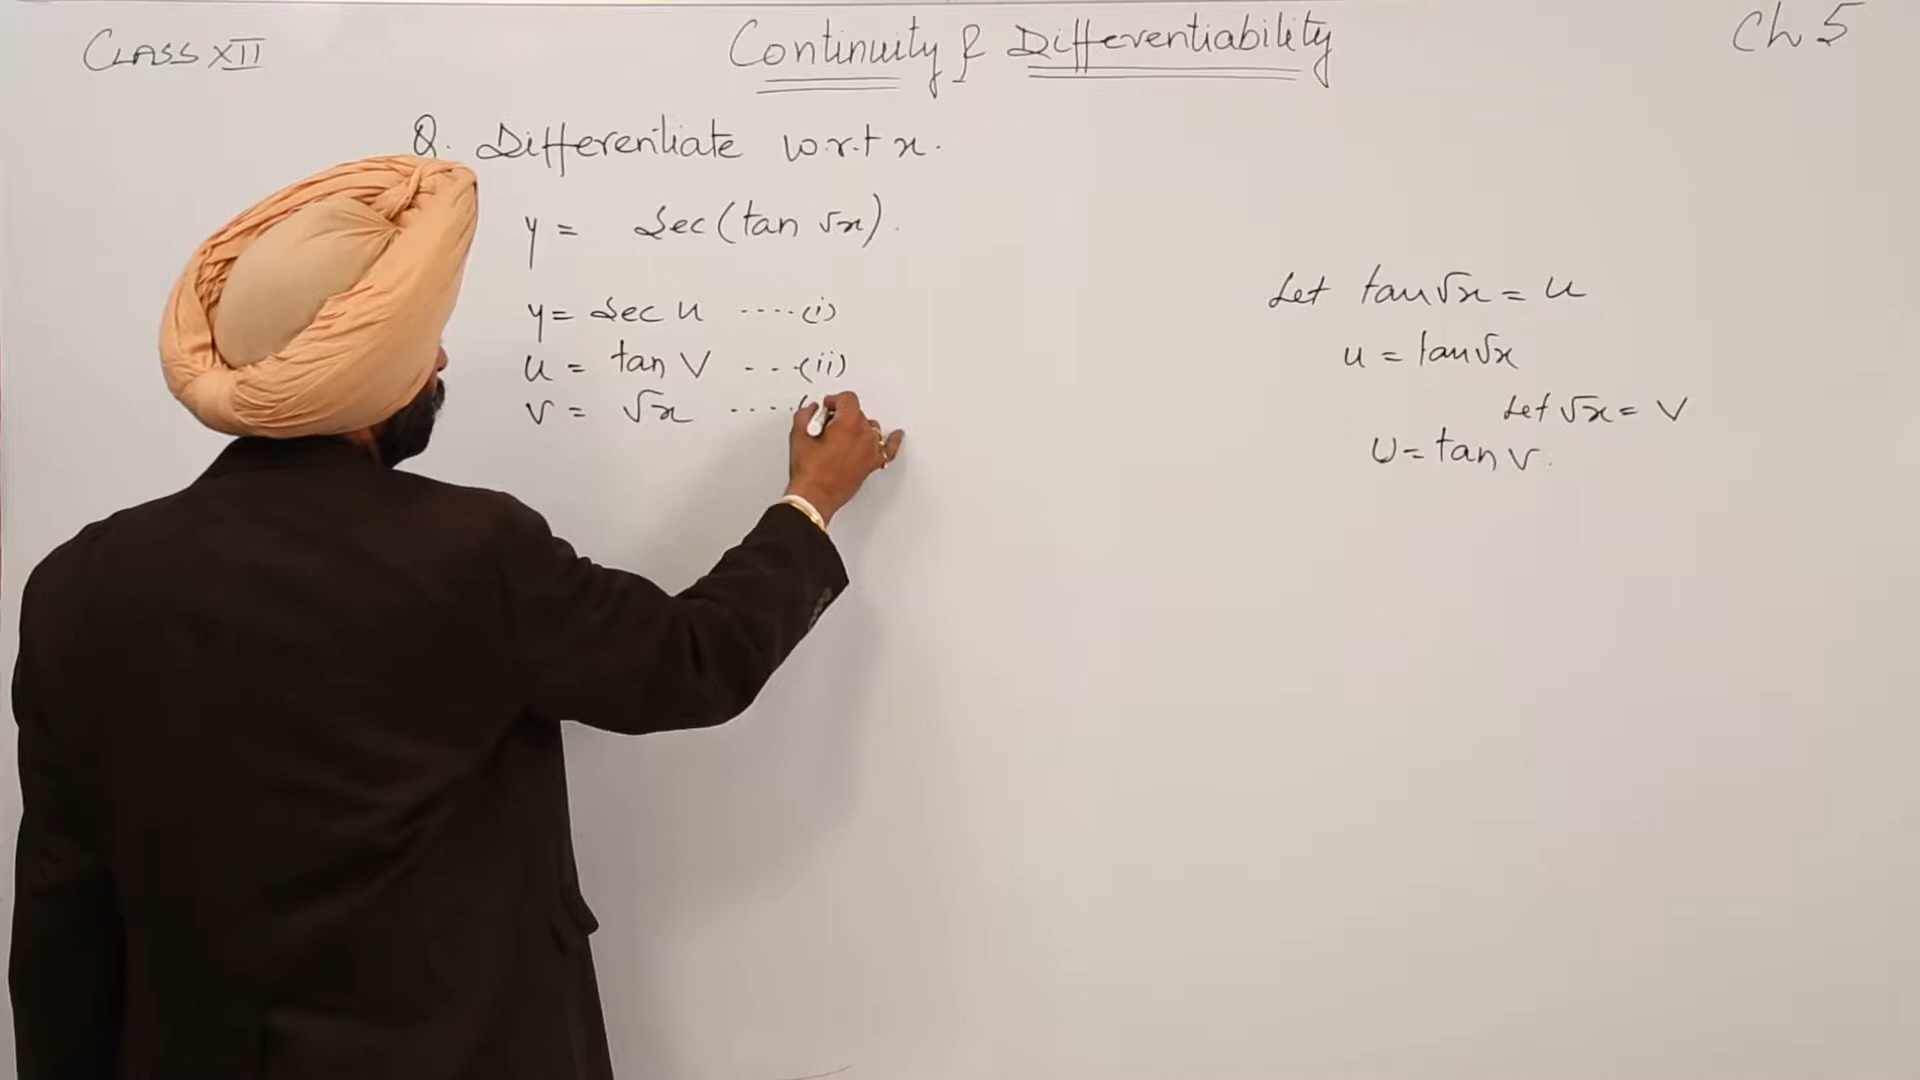 CLASS XII
Continuity & Differentiability
Ch 5
Q. Differentiate w.r.t x.
y = Sec(tan √x).
y = Sec u ....(i)
u = tan V ...(ii)
v = √x ....(
Let tan√x = u
u = tan√x
Let √x = V
U = tan v.